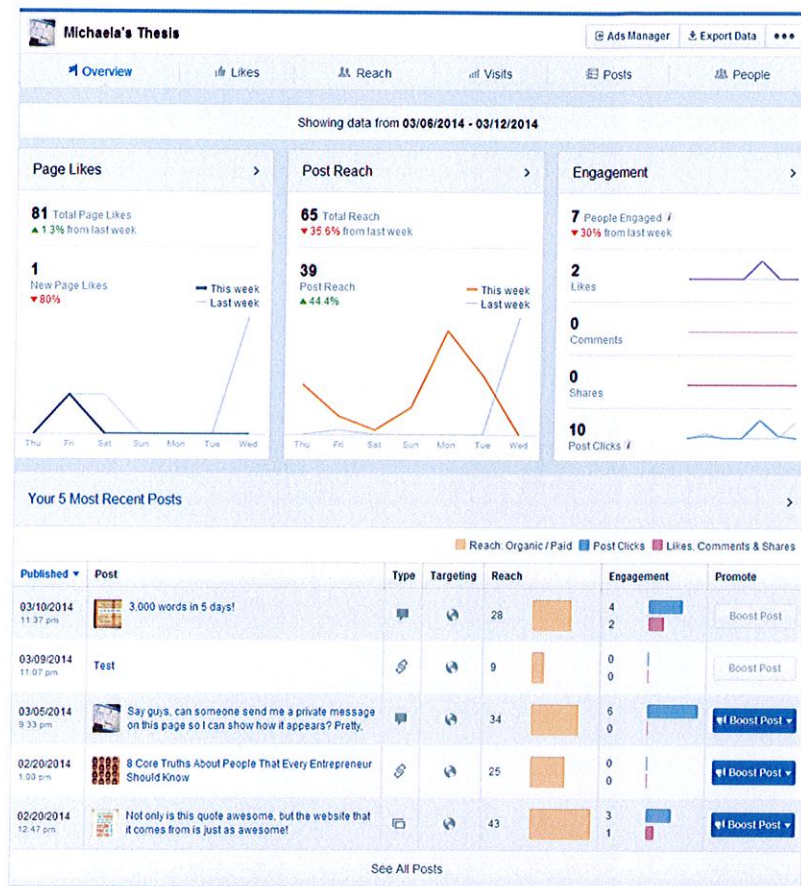 Michaela's Thesis
Ads Manager
Export Data
Overview
Likes
Reach
Visits
Posts
People
Showing data from 03/06/2014 - 03/12/2014
Page Likes
81 Total Page Likes
1.3% from last week
1
New Page Likes
80%
This week
Last week
Thu Fri Sat Sun Mon Tue Wed
Post Reach
65 Total Reach
35.6% from last week
39
Post Reach
44.4%
This week
Last week
Thu Fri Sat Sun Mon Tue Wed
Engagement
7 People Engaged i
30% from last week
2
Likes
0
Comments
0
Shares
10
Post Clicks i
Your 5 Most Recent Posts
Reach: Organic / Paid Post Clicks Likes, Comments & Shares
Published Post Type Targeting Reach Engagement Promote
03/10/2014
11:37 pm
3,000 words in 5 days!
28
4
2
Boost Post
03/09/2014
11:07 pm
Test
9
0
0
Boost Post
03/05/2014
9:33 pm
Say guys, can someone send me a private message
on this page so I can show how it appears? Pretty,
34
6
0
Boost Post
02/20/2014
1:00 pm
8 Core Truths About People That Every Entrepreneur
Should Know
25
0
0
Boost Post
02/20/2014
12:47 pm
Not only is this quote awesome, but the website that
it comes from is just as awesome!
43
3
1
Boost Post
See All Posts